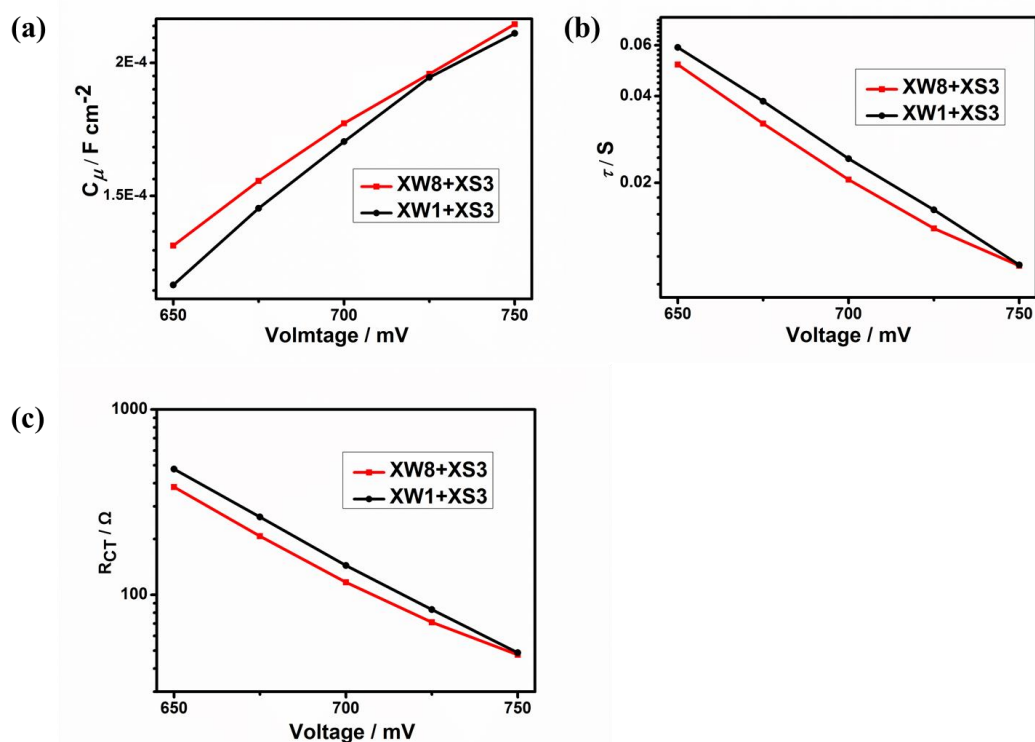 (a)
C μ / F cm-2
2E-4
1.5E-4
XW8+XS3
XW1+XS3
650
700
750
Volmtage / mV
(b)
τ / S
0.06
0.04
0.02
XW8+XS3
XW1+XS3
650
700
750
Voltage / mV
(c)
RCT / Ω
1000
100
XW8+XS3
XW1+XS3
650
700
750
Voltage / mV